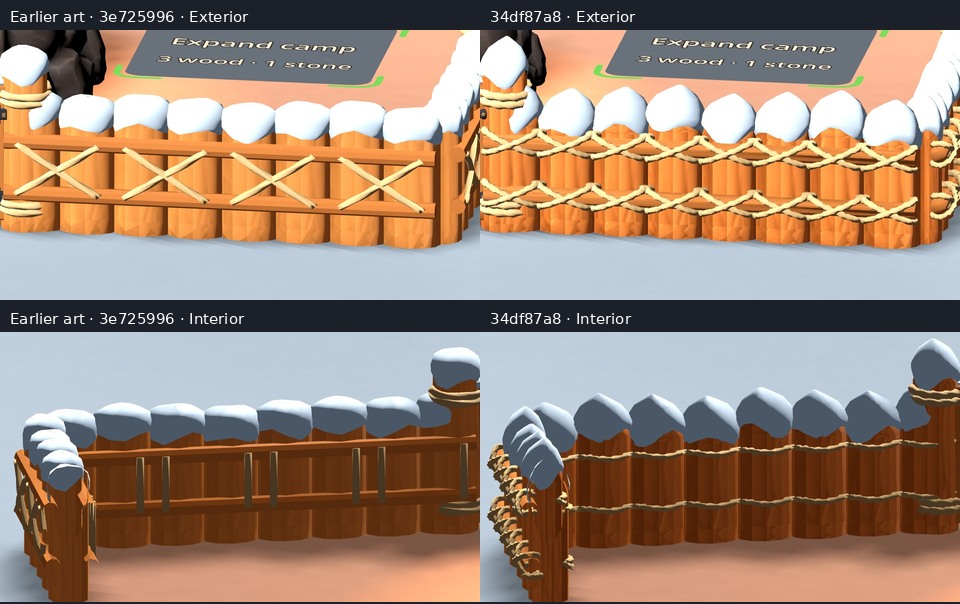 Earlier art · 3e725996 · Exterior
34df87a8 · Exterior
Expand camp
3 wood · 1 stone
Expand camp
3 wood · 1 stone
Earlier art · 3e725996 · Interior
34df87a8 · Interior